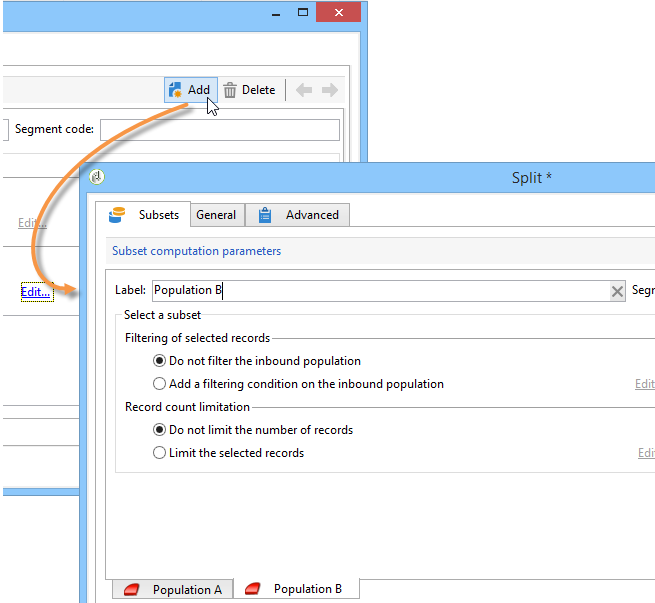 Add Delete
Segment code:
Edit...
Edit...
Split *
Subsets General Advanced
Subset computation parameters
Label: Population B Segm
Select a subset
Filtering of selected records
Do not filter the inbound population
Add a filtering condition on the inbound population Edit
Record count limitation
Do not limit the number of records
Limit the selected records Edi
Population A Population B